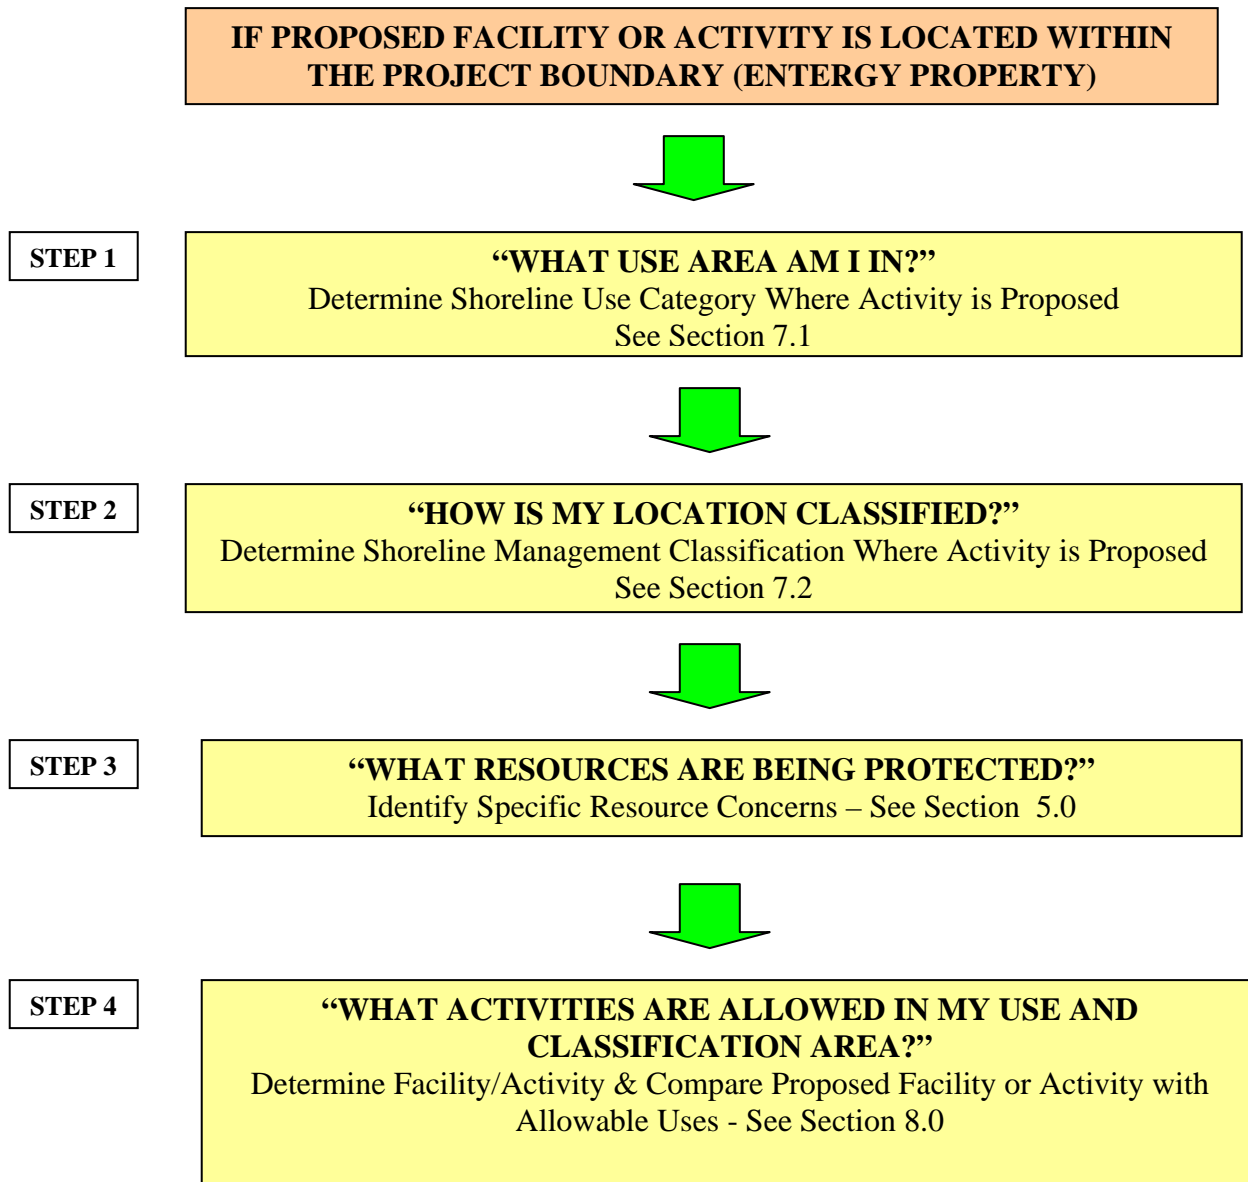 IF PROPOSED FACILITY OR ACTIVITY IS LOCATED WITHIN
THE PROJECT BOUNDARY (ENTERGY PROPERTY)
STEP 1
“WHAT USE AREA AM I IN?”
Determine Shoreline Use Category Where Activity is Proposed
See Section 7.1
STEP 2
“HOW IS MY LOCATION CLASSIFIED?”
Determine Shoreline Management Classification Where Activity is Proposed
See Section 7.2
STEP 3
“WHAT RESOURCES ARE BEING PROTECTED?”
Identify Specific Resource Concerns – See Section  5.0
STEP 4
“WHAT ACTIVITIES ARE ALLOWED IN MY USE AND
CLASSIFICATION AREA?”
Determine Facility/Activity & Compare Proposed Facility or Activity with
Allowable Uses - See Section 8.0